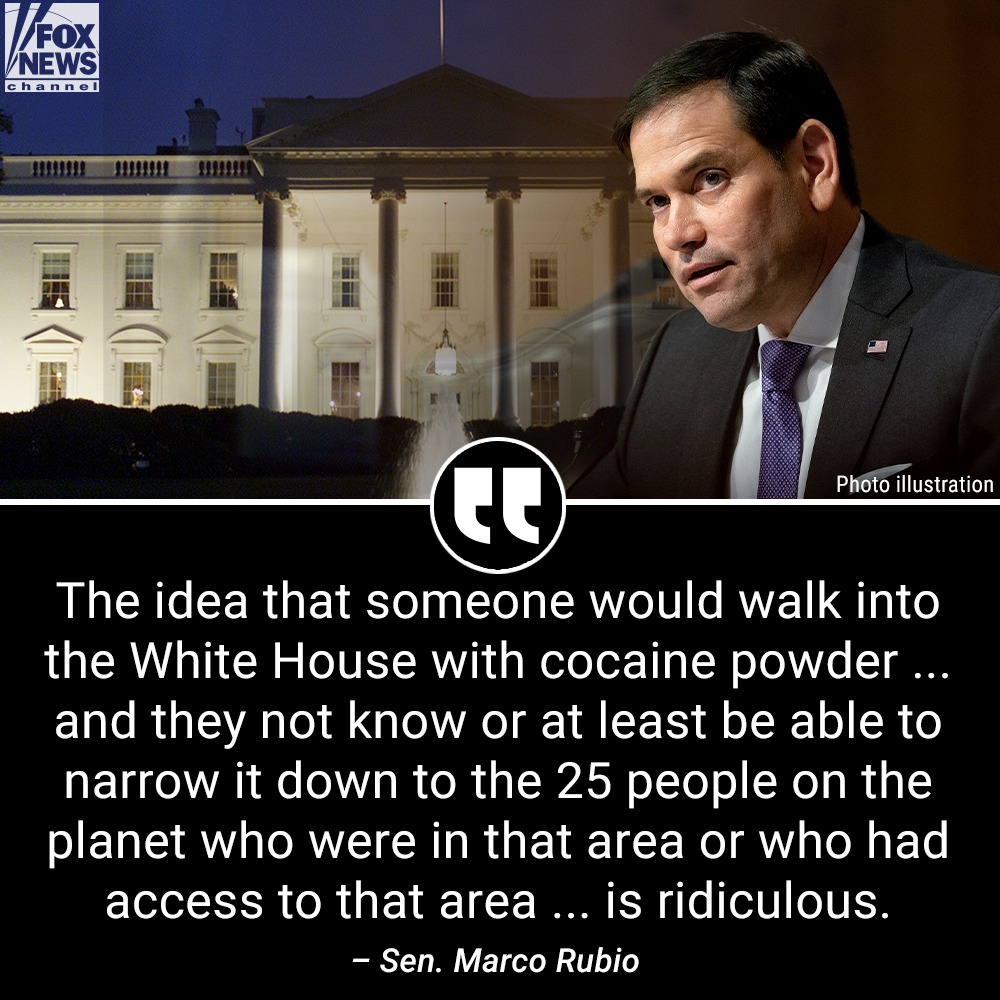 FOX
NEWS
channel
Photo illustration
The idea that someone would walk into
the White House with cocaine powder ...
and they not know or at least be able to
narrow it down to the 25 people on the
planet who were in that area or who had
access to that area ... is ridiculous.
– Sen. Marco Rubio